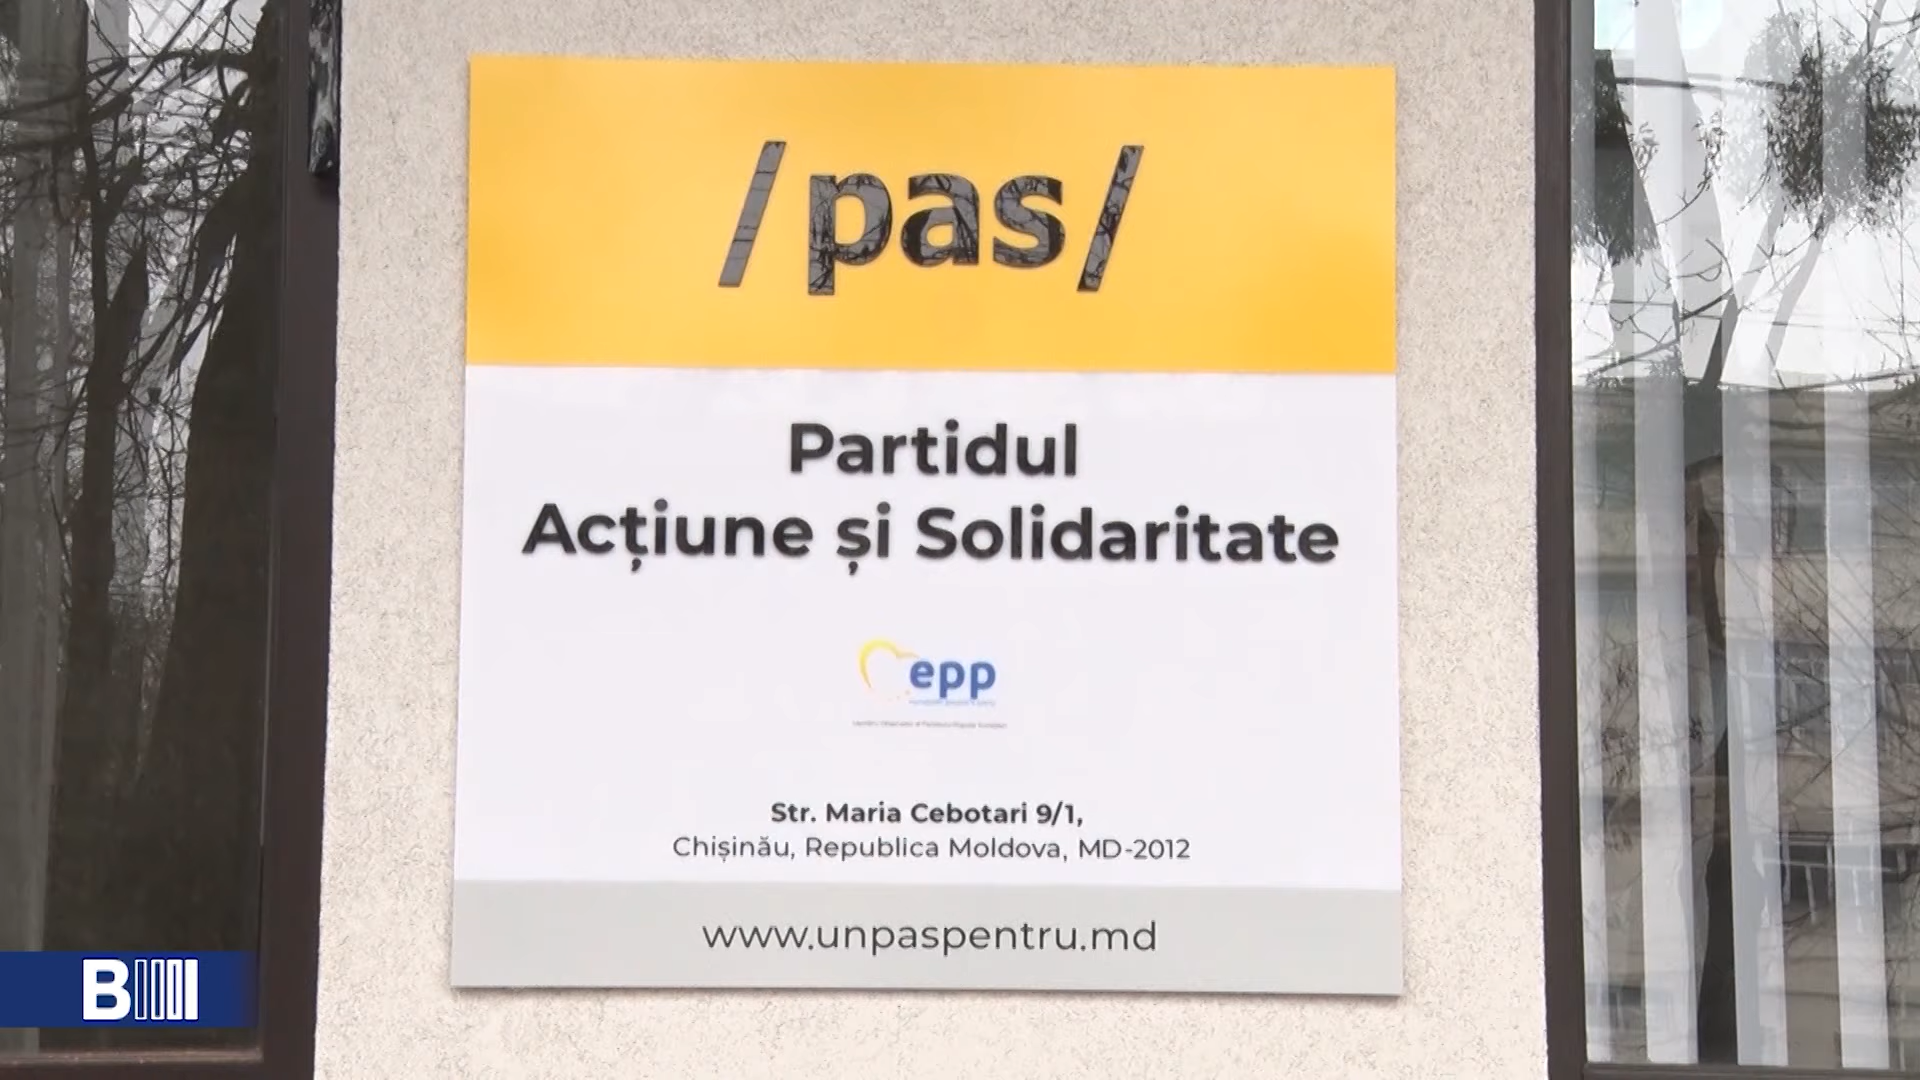 /pas/
Partidul
Acțiune și Solidaritate
epp
Str. Maria Cebotari 9/1,
Chișinău, Republica Moldova, MD-2012
www.unpaspentru.md
B